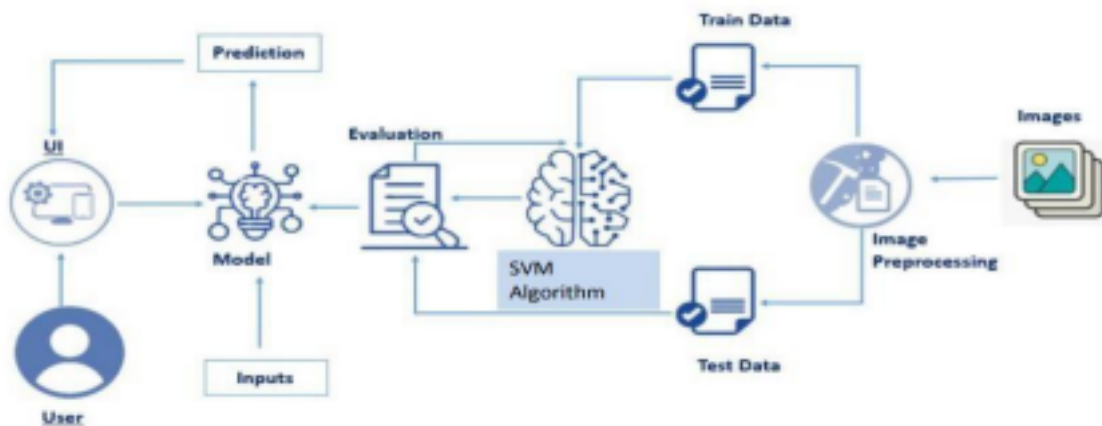 Train Data
Prediction
Images
Evaluation
UI
Model
Image
Preprocessing
SVM
Algorithm
Test Data
Inputs
User